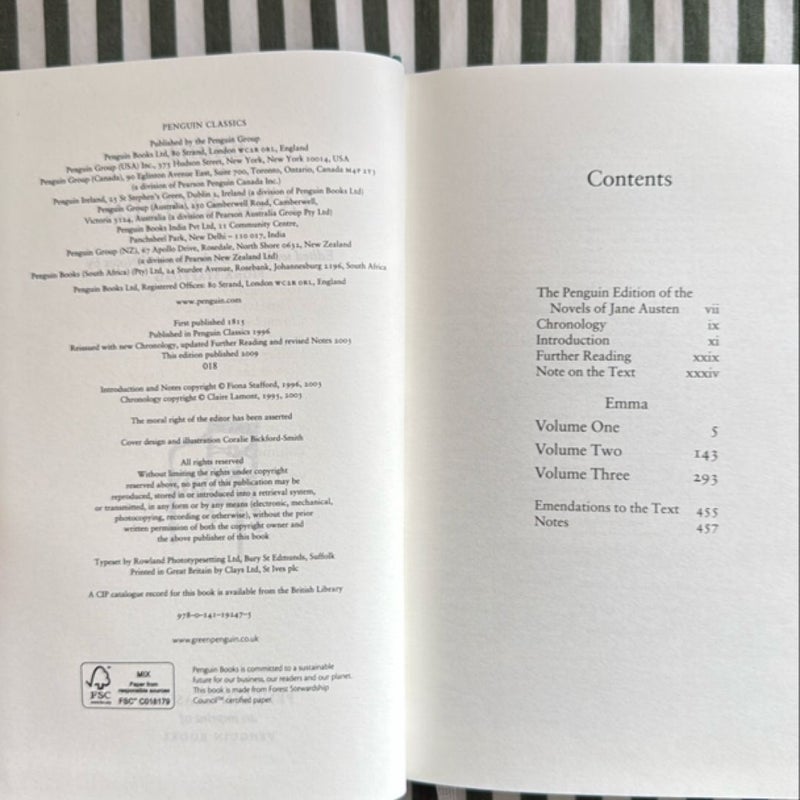 PENGUIN CLASSICS
Published by the Penguin Group
Penguin Books Ltd, 80 Strand, London WC2R 0RL, England
Penguin Group (USA) Inc., 375 Hudson Street, New York, New York 10014, USA
Penguin Group (Canada), 90 Eglinton Avenue East, Suite 700, Toronto, Ontario, Canada M4P 2Y3
(a division of Pearson Penguin Canada Inc.)
Penguin Ireland, 25 St Stephen's Green, Dublin 2, Ireland (a division of Penguin Books Ltd)
Penguin Group (Australia), 250 Camberwell Road, Camberwell,
Victoria 3124, Australia (a division of Pearson Australia Group Pty Ltd)
Penguin Books India Pvt Ltd, 11 Community Centre,
Panchsheel Park, New Delhi – 110 017, India
Penguin Group (NZ), 67 Apollo Drive, Rosedale, North Shore 0632, New Zealand
(a division of Pearson New Zealand Ltd)
Penguin Books (South Africa) (Pty) Ltd, 24 Sturdee Avenue, Rosebank, Johannesburg 2196, South Africa
Penguin Books Ltd, Registered Offices: 80 Strand, London WC2R 0RL, England
www.penguin.com
First published 1815
Published in Penguin Classics 1996
Reissued with new Chronology, updated Further Reading and revised Notes 2003
This edition published 2009
018
Introduction and Notes copyright © Fiona Stafford, 1996, 2003
Chronology copyright © Claire Lamont, 1995, 2003
The moral right of the editor has been asserted
Cover design and illustration Coralie Bickford-Smith
All rights reserved
Without limiting the rights under copyright
reserved above, no part of this publication may be
reproduced, stored in or introduced into a retrieval system,
or transmitted, in any form or by any means (electronic, mechanical,
photocopying, recording or otherwise), without the prior
written permission of both the copyright owner and
the above publisher of this book
Typeset by Rowland Phototypesetting Ltd, Bury St Edmunds, Suffolk
Printed in Great Britain by Clays Ltd, St Ives plc
A CIP catalogue record for this book is available from the British Library
978-0-141-19247-5
www.greenpenguin.co.uk
FSC
MIX
Paper from
responsible sources
FSC™ C018179
Penguin Books is committed to a sustainable
future for our business, our readers and our planet.
This book is made from Forest Stewardship
Council™ certified paper.
Contents
The Penguin Edition of the
Novels of Jane Austen vii
Chronology ix
Introduction xi
Further Reading xxix
Note on the Text xxxiv
Emma
Volume One 5
Volume Two 143
Volume Three 293
Emendations to the Text 455
Notes 457